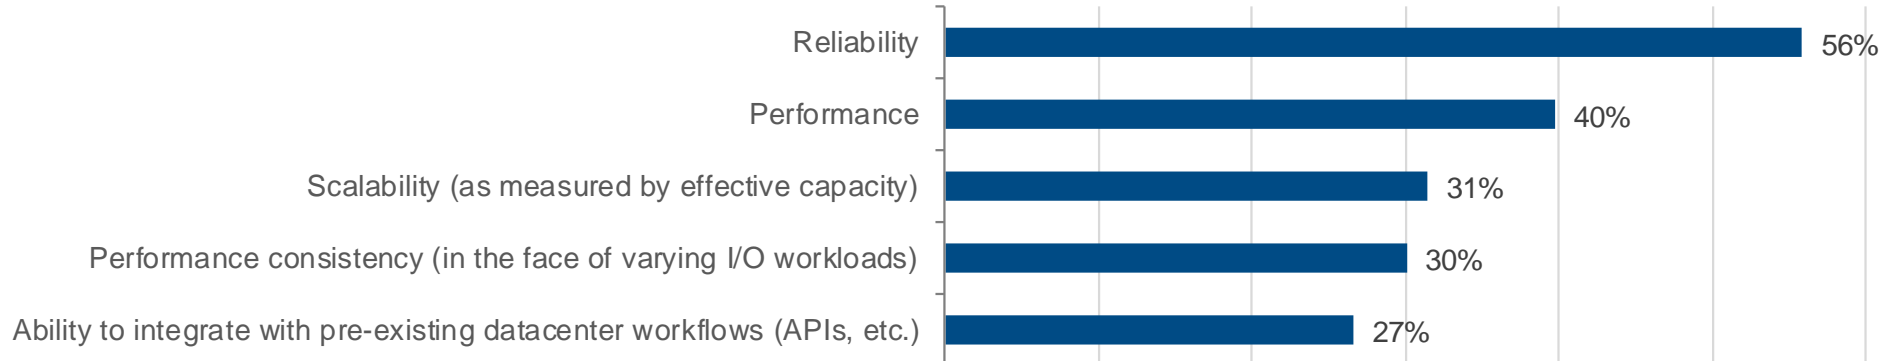 Reliability 56%
Performance 40%
Scalability (as measured by effective capacity) 31%
Performance consistency (in the face of varying I/O workloads) 30%
Ability to integrate with pre-existing datacenter workflows (APIs, etc.) 27%